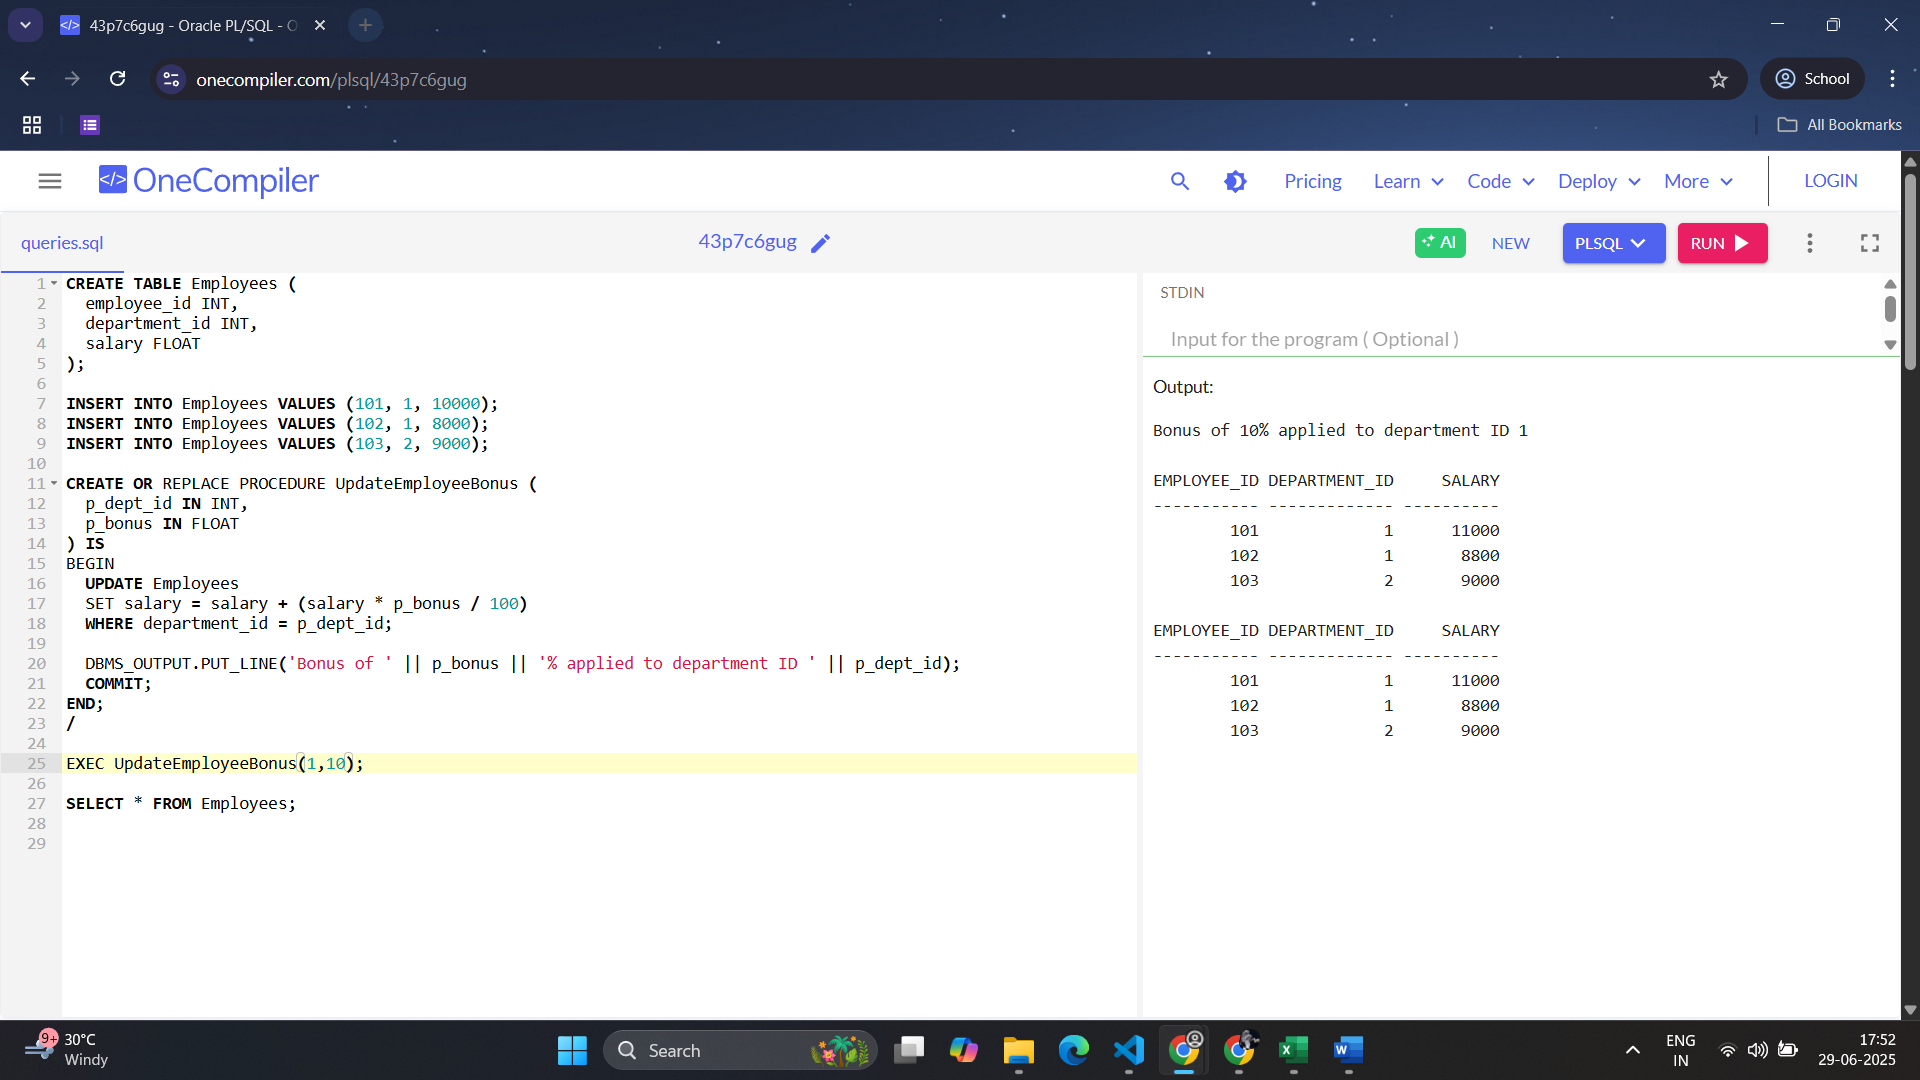 43p7c6gug - Oracle PL/SQL - O
onecompiler.com/plsql/43p7c6gug
School
All Bookmarks
</> OneCompiler
Pricing
Learn
Code
Deploy
More
LOGIN
queries.sql
43p7c6gug
AI
NEW
PLSQL
RUN
1 CREATE TABLE Employees (
2   employee_id INT,
3   department_id INT,
4   salary FLOAT
5 );
6
7 INSERT INTO Employees VALUES (101, 1, 10000);
8 INSERT INTO Employees VALUES (102, 1, 8000);
9 INSERT INTO Employees VALUES (103, 2, 9000);
10
11 CREATE OR REPLACE PROCEDURE UpdateEmployeeBonus (
12   p_dept_id IN INT,
13   p_bonus IN FLOAT
14 ) IS
15 BEGIN
16   UPDATE Employees
17   SET salary = salary + (salary * p_bonus / 100)
18   WHERE department_id = p_dept_id;
19
20   DBMS_OUTPUT.PUT_LINE('Bonus of ' || p_bonus || '% applied to department ID ' || p_dept_id);
21   COMMIT;
22 END;
23 /
24
25 EXEC UpdateEmployeeBonus(1,10);
26
27 SELECT * FROM Employees;
28
29
STDIN
Input for the program ( Optional )
Output:
Bonus of 10% applied to department ID 1
EMPLOYEE_ID DEPARTMENT_ID     SALARY
----------- ------------- ----------
        101             1      11000
        102             1       8800
        103             2       9000
EMPLOYEE_ID DEPARTMENT_ID     SALARY
----------- ------------- ----------
        101             1      11000
        102             1       8800
        103             2       9000
9+
30°C
Windy
Search
ENG
IN
17:52
29-06-2025